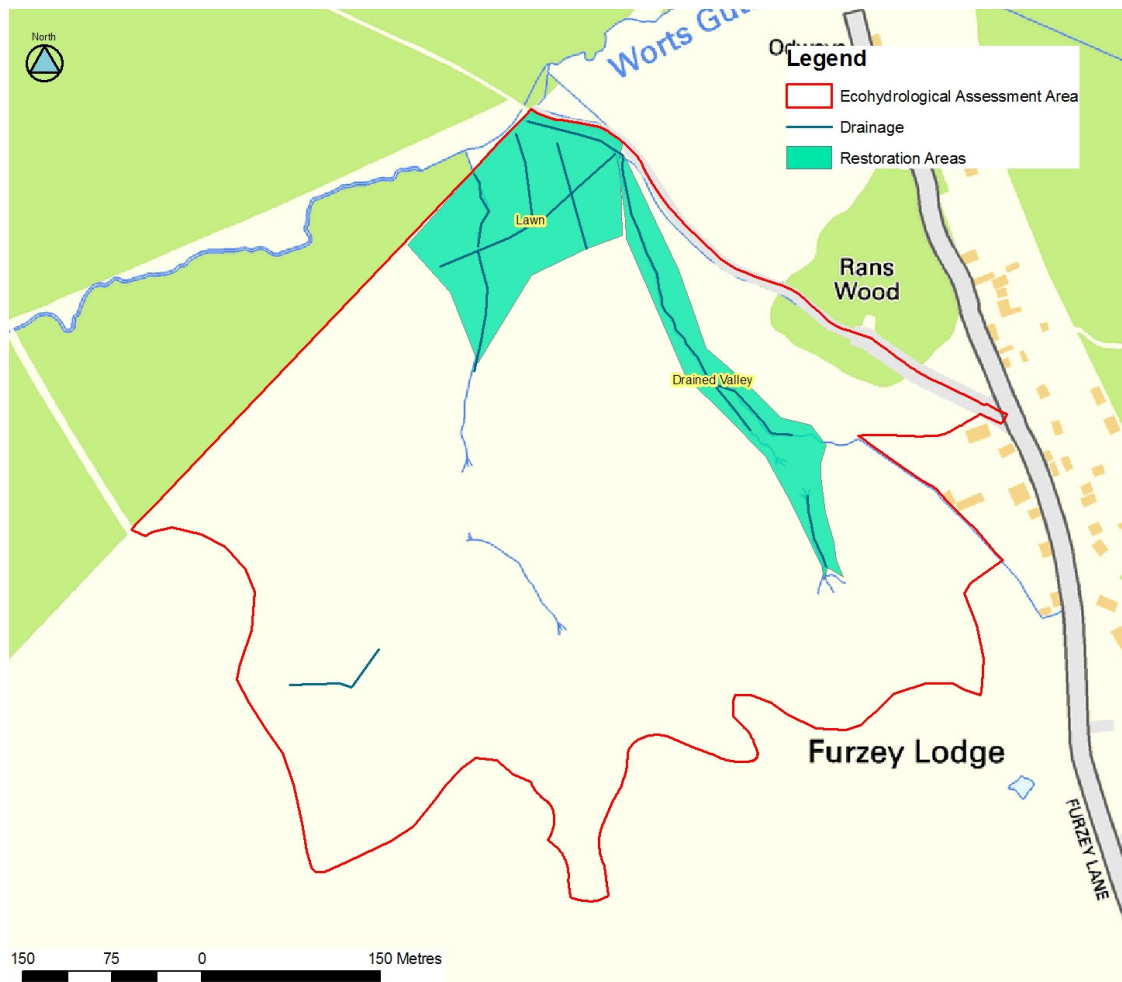 North
Worts
Legend
Ecohydrological Assessment Area
Drainage
Restoration Areas
Lawn
Rans
Wood
Drained Valley
Furzey Lodge
FURZEY LANE
150 75 0 150 Metres